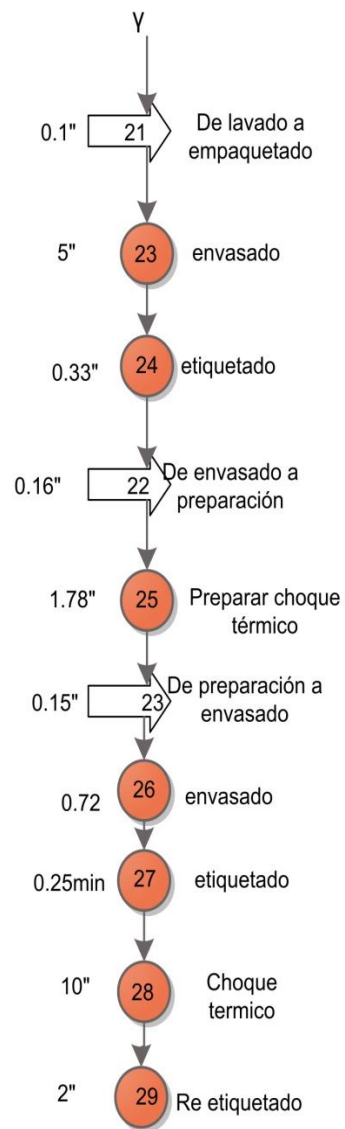 γ
0.1" 21 De lavado a
empaquetado
5" 23 envasado
0.33" 24 etiquetado
0.16" 22 De envasado a
preparación
1.78" 25 Preparar choque
térmico
0.15" 23 De preparación a
envasado
0.72 26 envasado
0.25min 27 etiquetado
10" 28 Choque
termico
2" 29 Re etiquetado